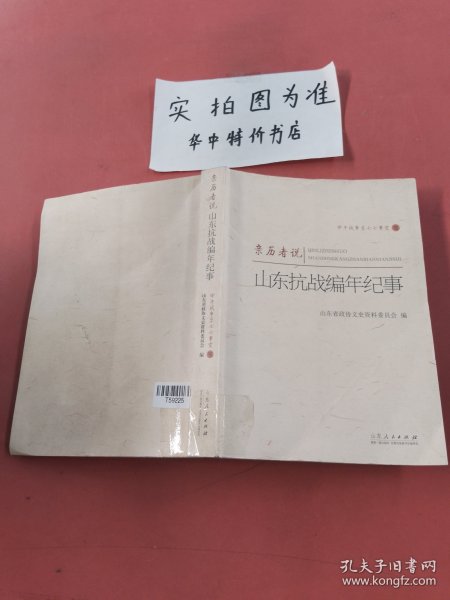 实拍图为准
华中特价书店
亲历者说
QINLIZHESHUO
山东抗战编年纪事
山东省政协文史资料委员会 编
山东人民出版社
亲历者说 山东抗战编年纪事
山东省政协文史资料委员会 编
T59225
孔夫子旧书网
www.kongfz.com